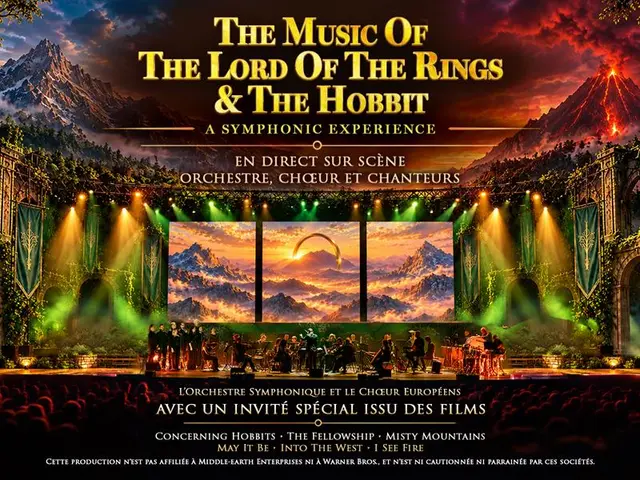 The Music Of
The Lord Of The Rings
& The Hobbit
A SYMPHONIC EXPERIENCE
EN DIRECT SUR SCÈNE
ORCHESTRE, CHŒUR ET CHANTEURS
L'Orchestre Symphonique et le Chœur Européens
AVEC UN INVITÉ SPÉCIAL ISSU DES FILMS
Concerning Hobbits · The Fellowship · Misty Mountains
May It Be · Into The West · I See Fire
Cette production n'est pas affiliée à Middle-earth Enterprises ni à Warner Bros., et n'est ni cautionnée ni parrainée par ces sociétés.